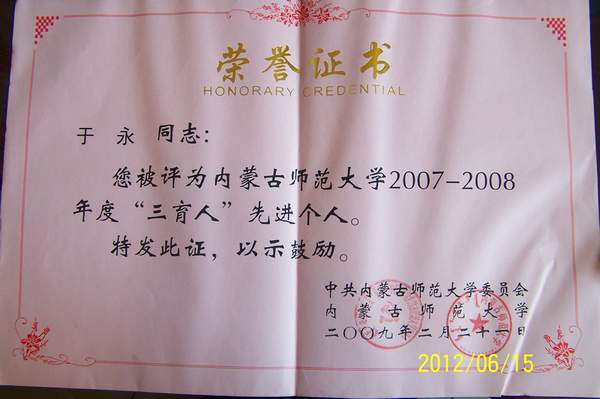 荣誉证书
HONORARY CREDENTIAL
于 永 同志：
您被评为内蒙古师范大学2007-2008
年度“三育人”先进个人。
特发此证，以示鼓励。
中共内蒙古师范大学委员会
内蒙古师范大学
二〇〇九年二月二十一日
2012/06/15